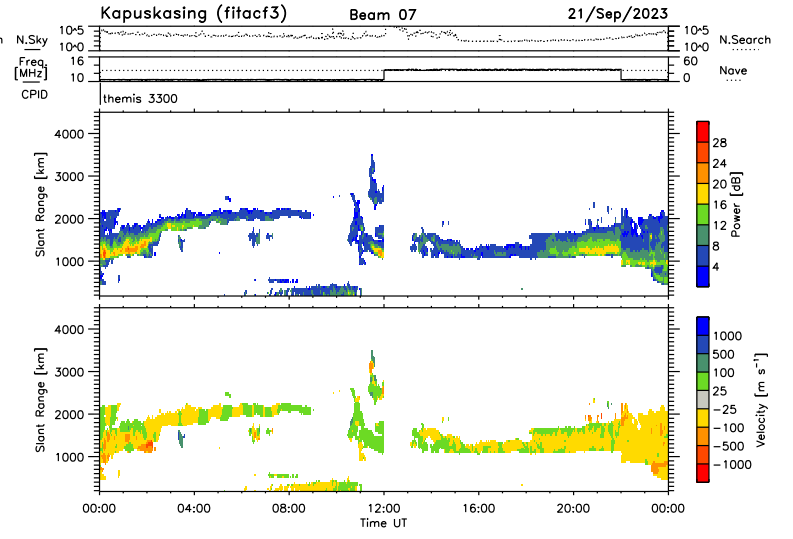 Kapuskasing (fitacf3) Beam 07 21/Sep/2023
N.Sky 10^5 10^5
10^0 10^0 N.Search
Freq. 16 60
[MHz] 10 0 Nave
CPID themis 3300
Slant Range [km]
4000
3000
2000
1000
28
24
20
16
12
8
4
Power [dB]
Slant Range [km]
4000
3000
2000
1000
1000
500
100
25
-25
-100
-500
-1000
Velocity [m s⁻¹]
00:00 04:00 08:00 12:00 16:00 20:00 00:00
Time UT